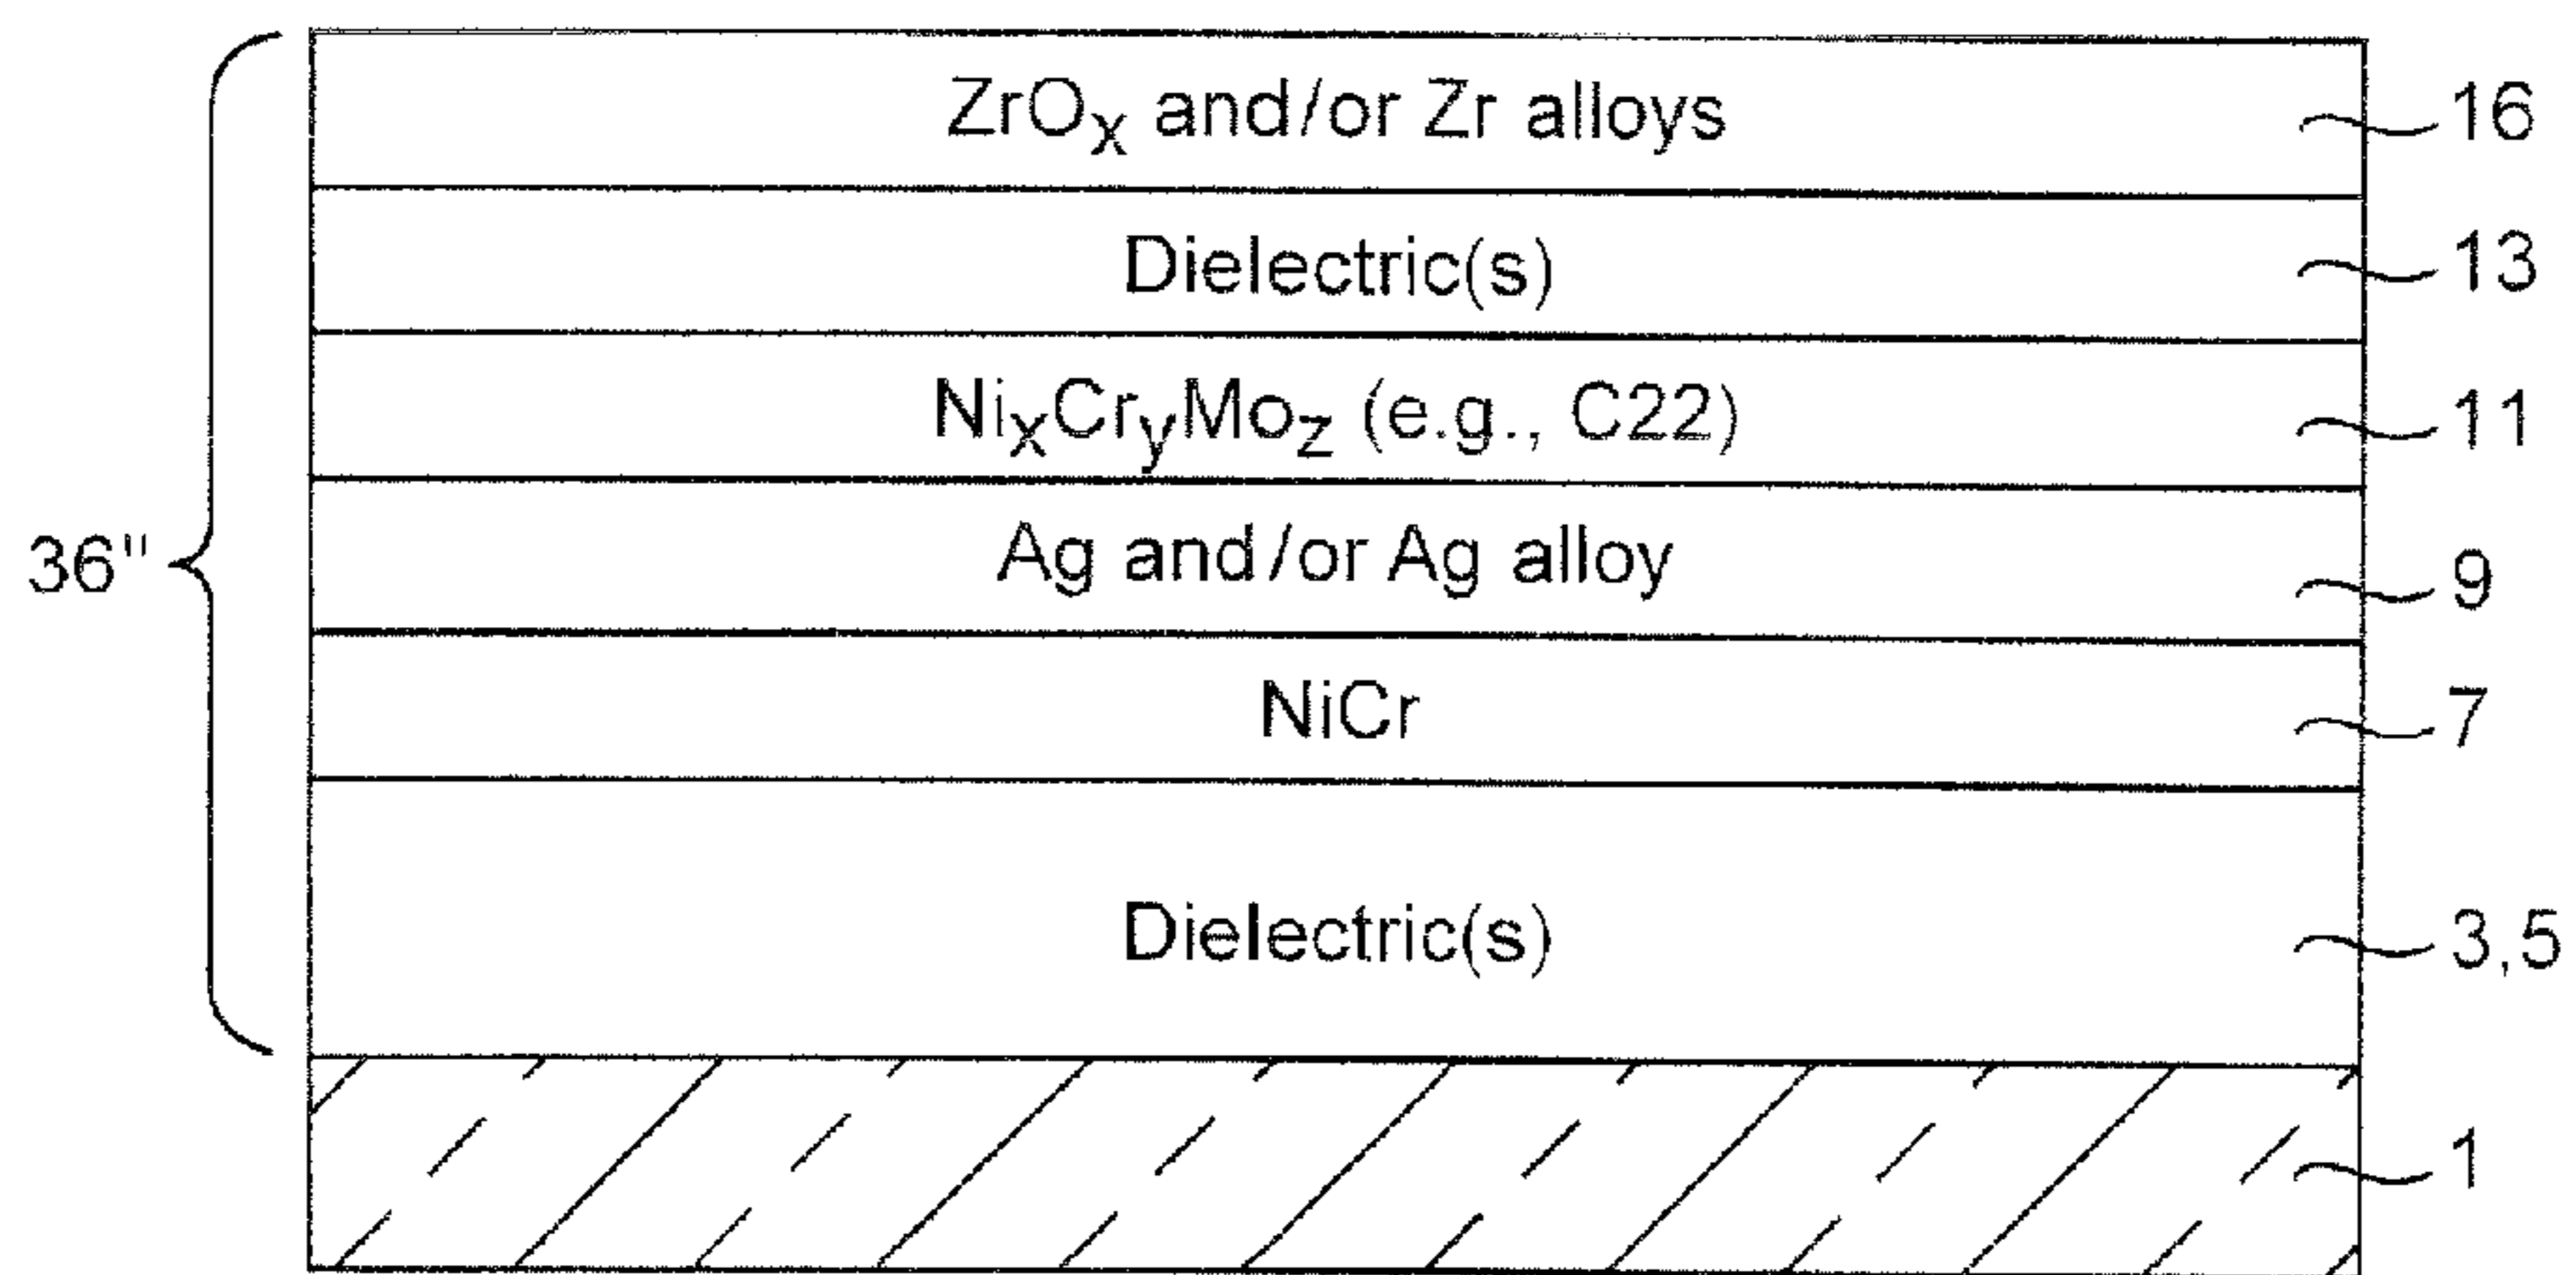 ZrOx and/or Zr alloys
16
Dielectric(s)
13
NixCryMoz (e.g., C22)
11
36"
Ag and/or Ag alloy
9
NiCr
7
Dielectric(s)
3,5
1